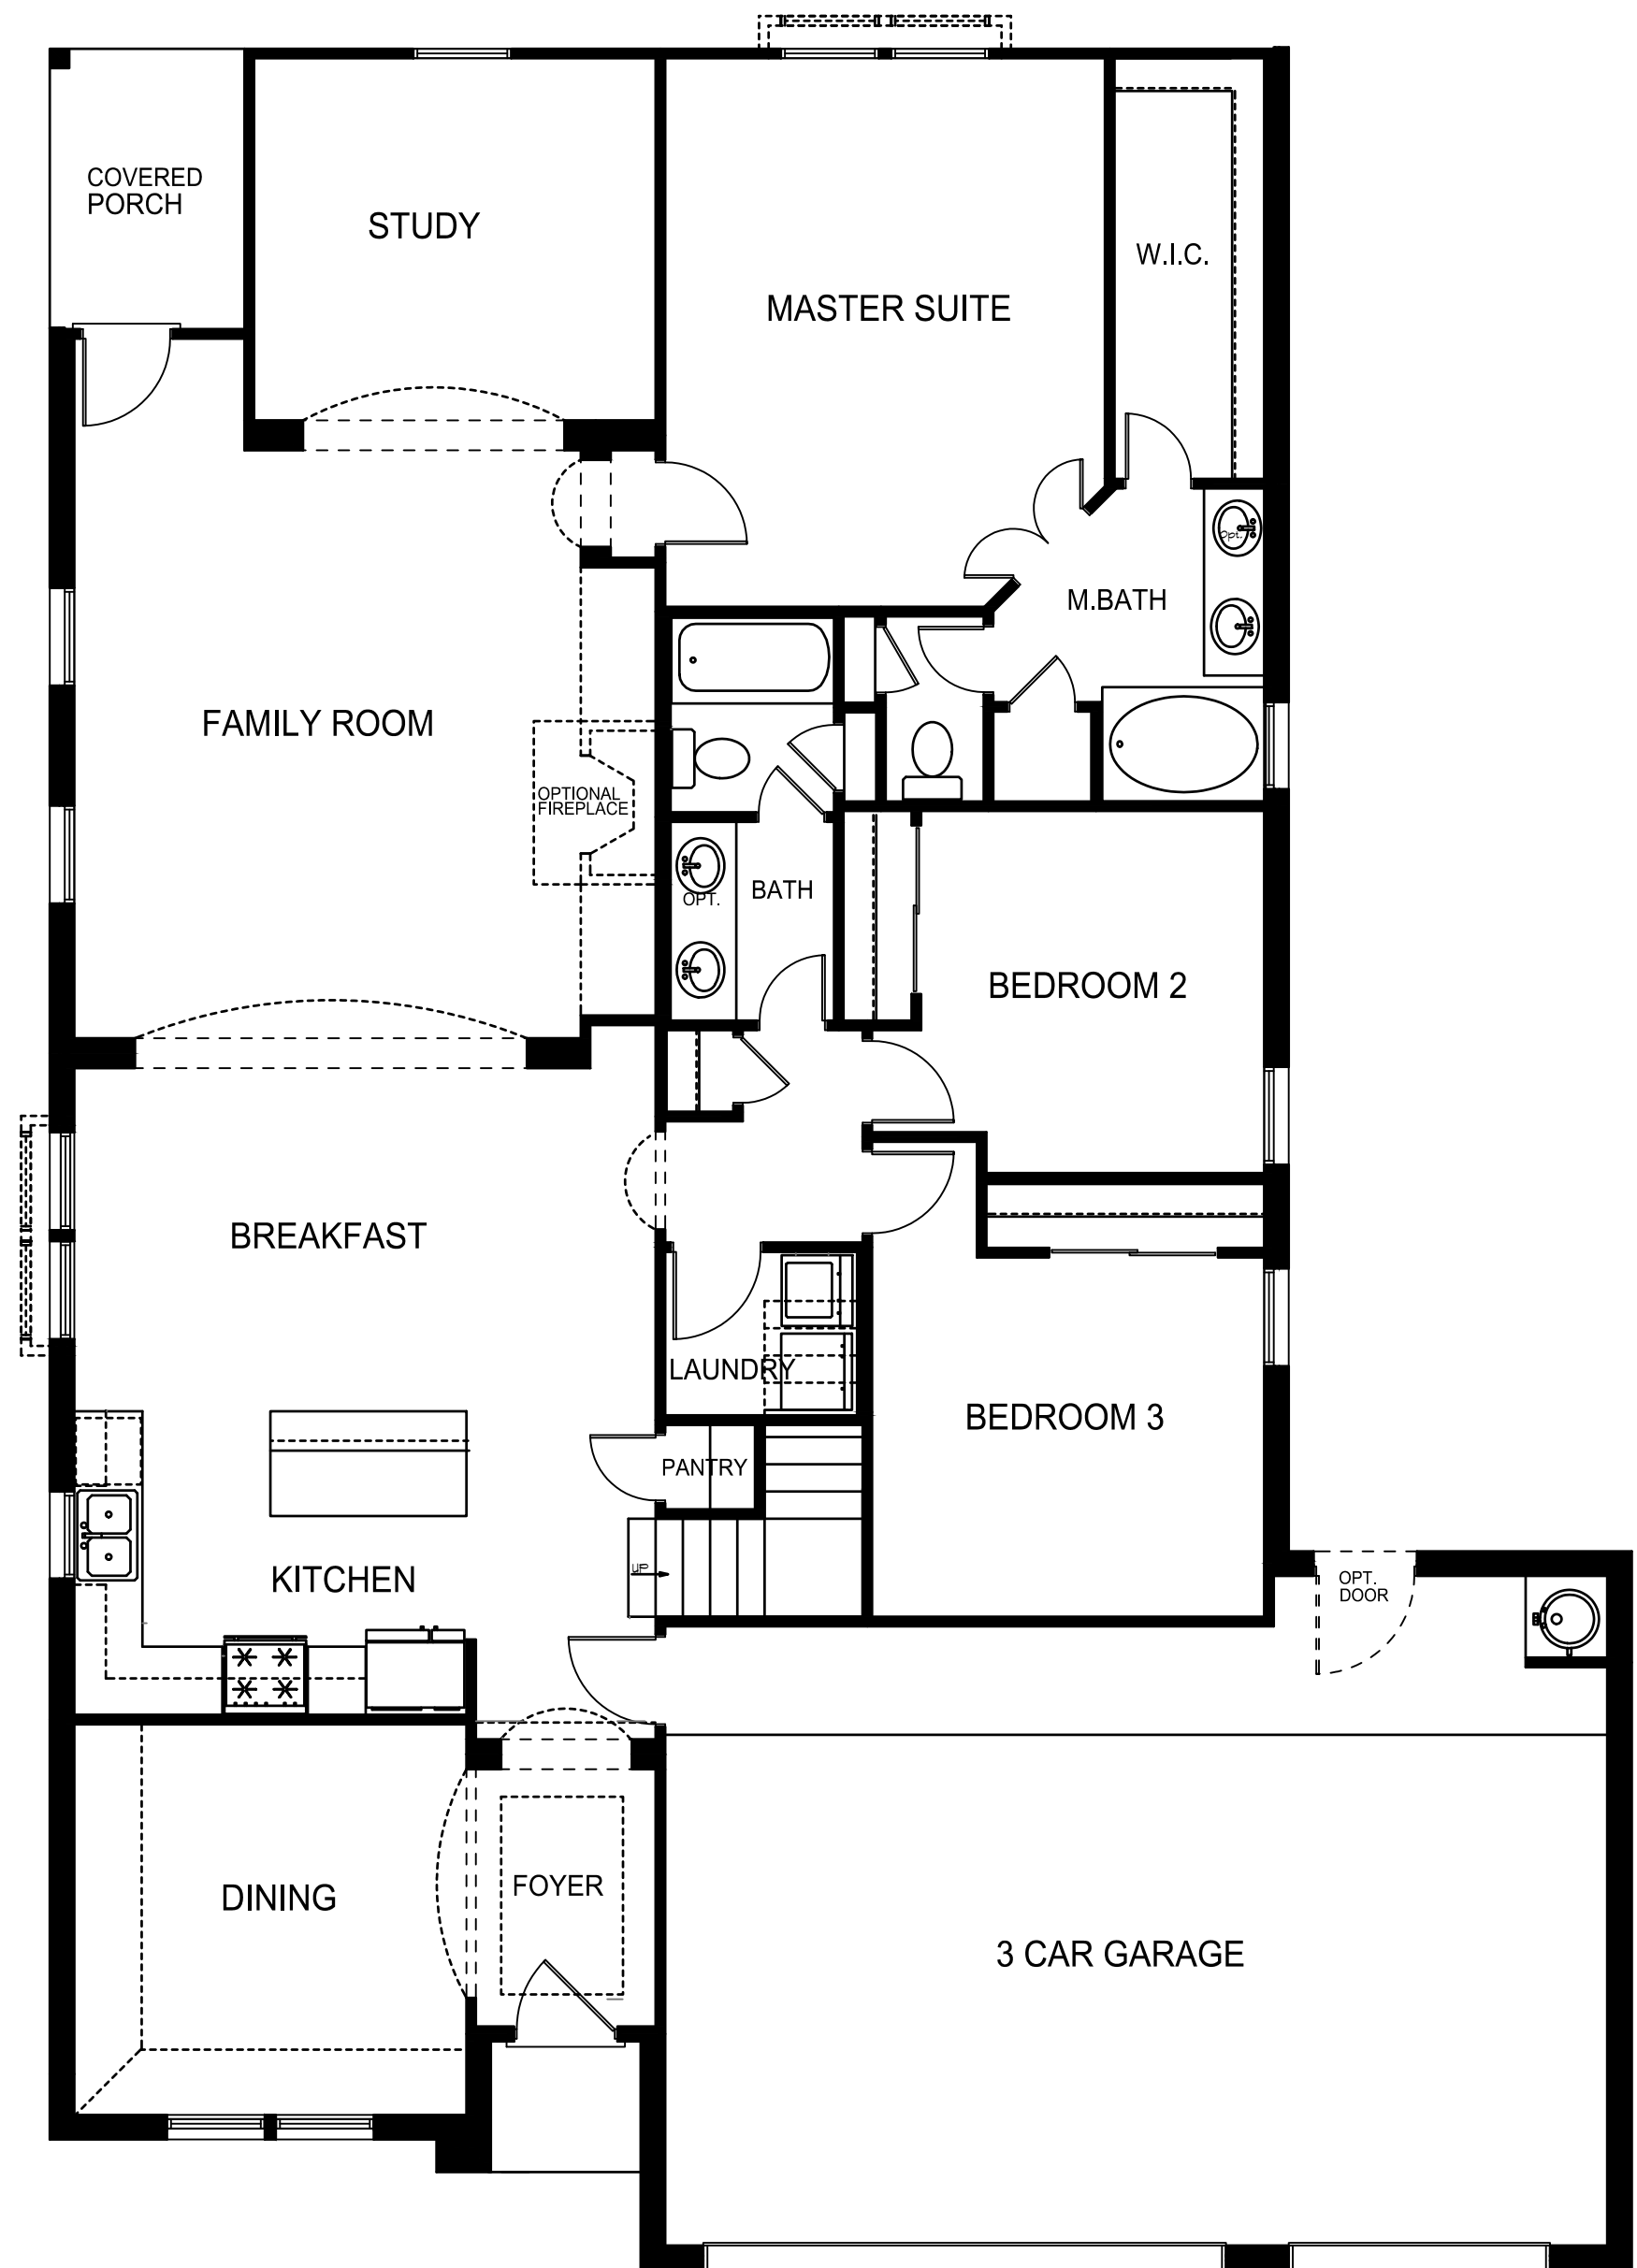 COVERED
PORCH
STUDY
W.I.C.
MASTER SUITE
Opt.
M.BATH
FAMILY ROOM
OPTIONAL
FIREPLACE
BATH
OPT.
BEDROOM 2
BREAKFAST
LAUNDRY
BEDROOM 3
PANTRY
UP
KITCHEN
OPT.
DOOR
DINING
FOYER
3 CAR GARAGE